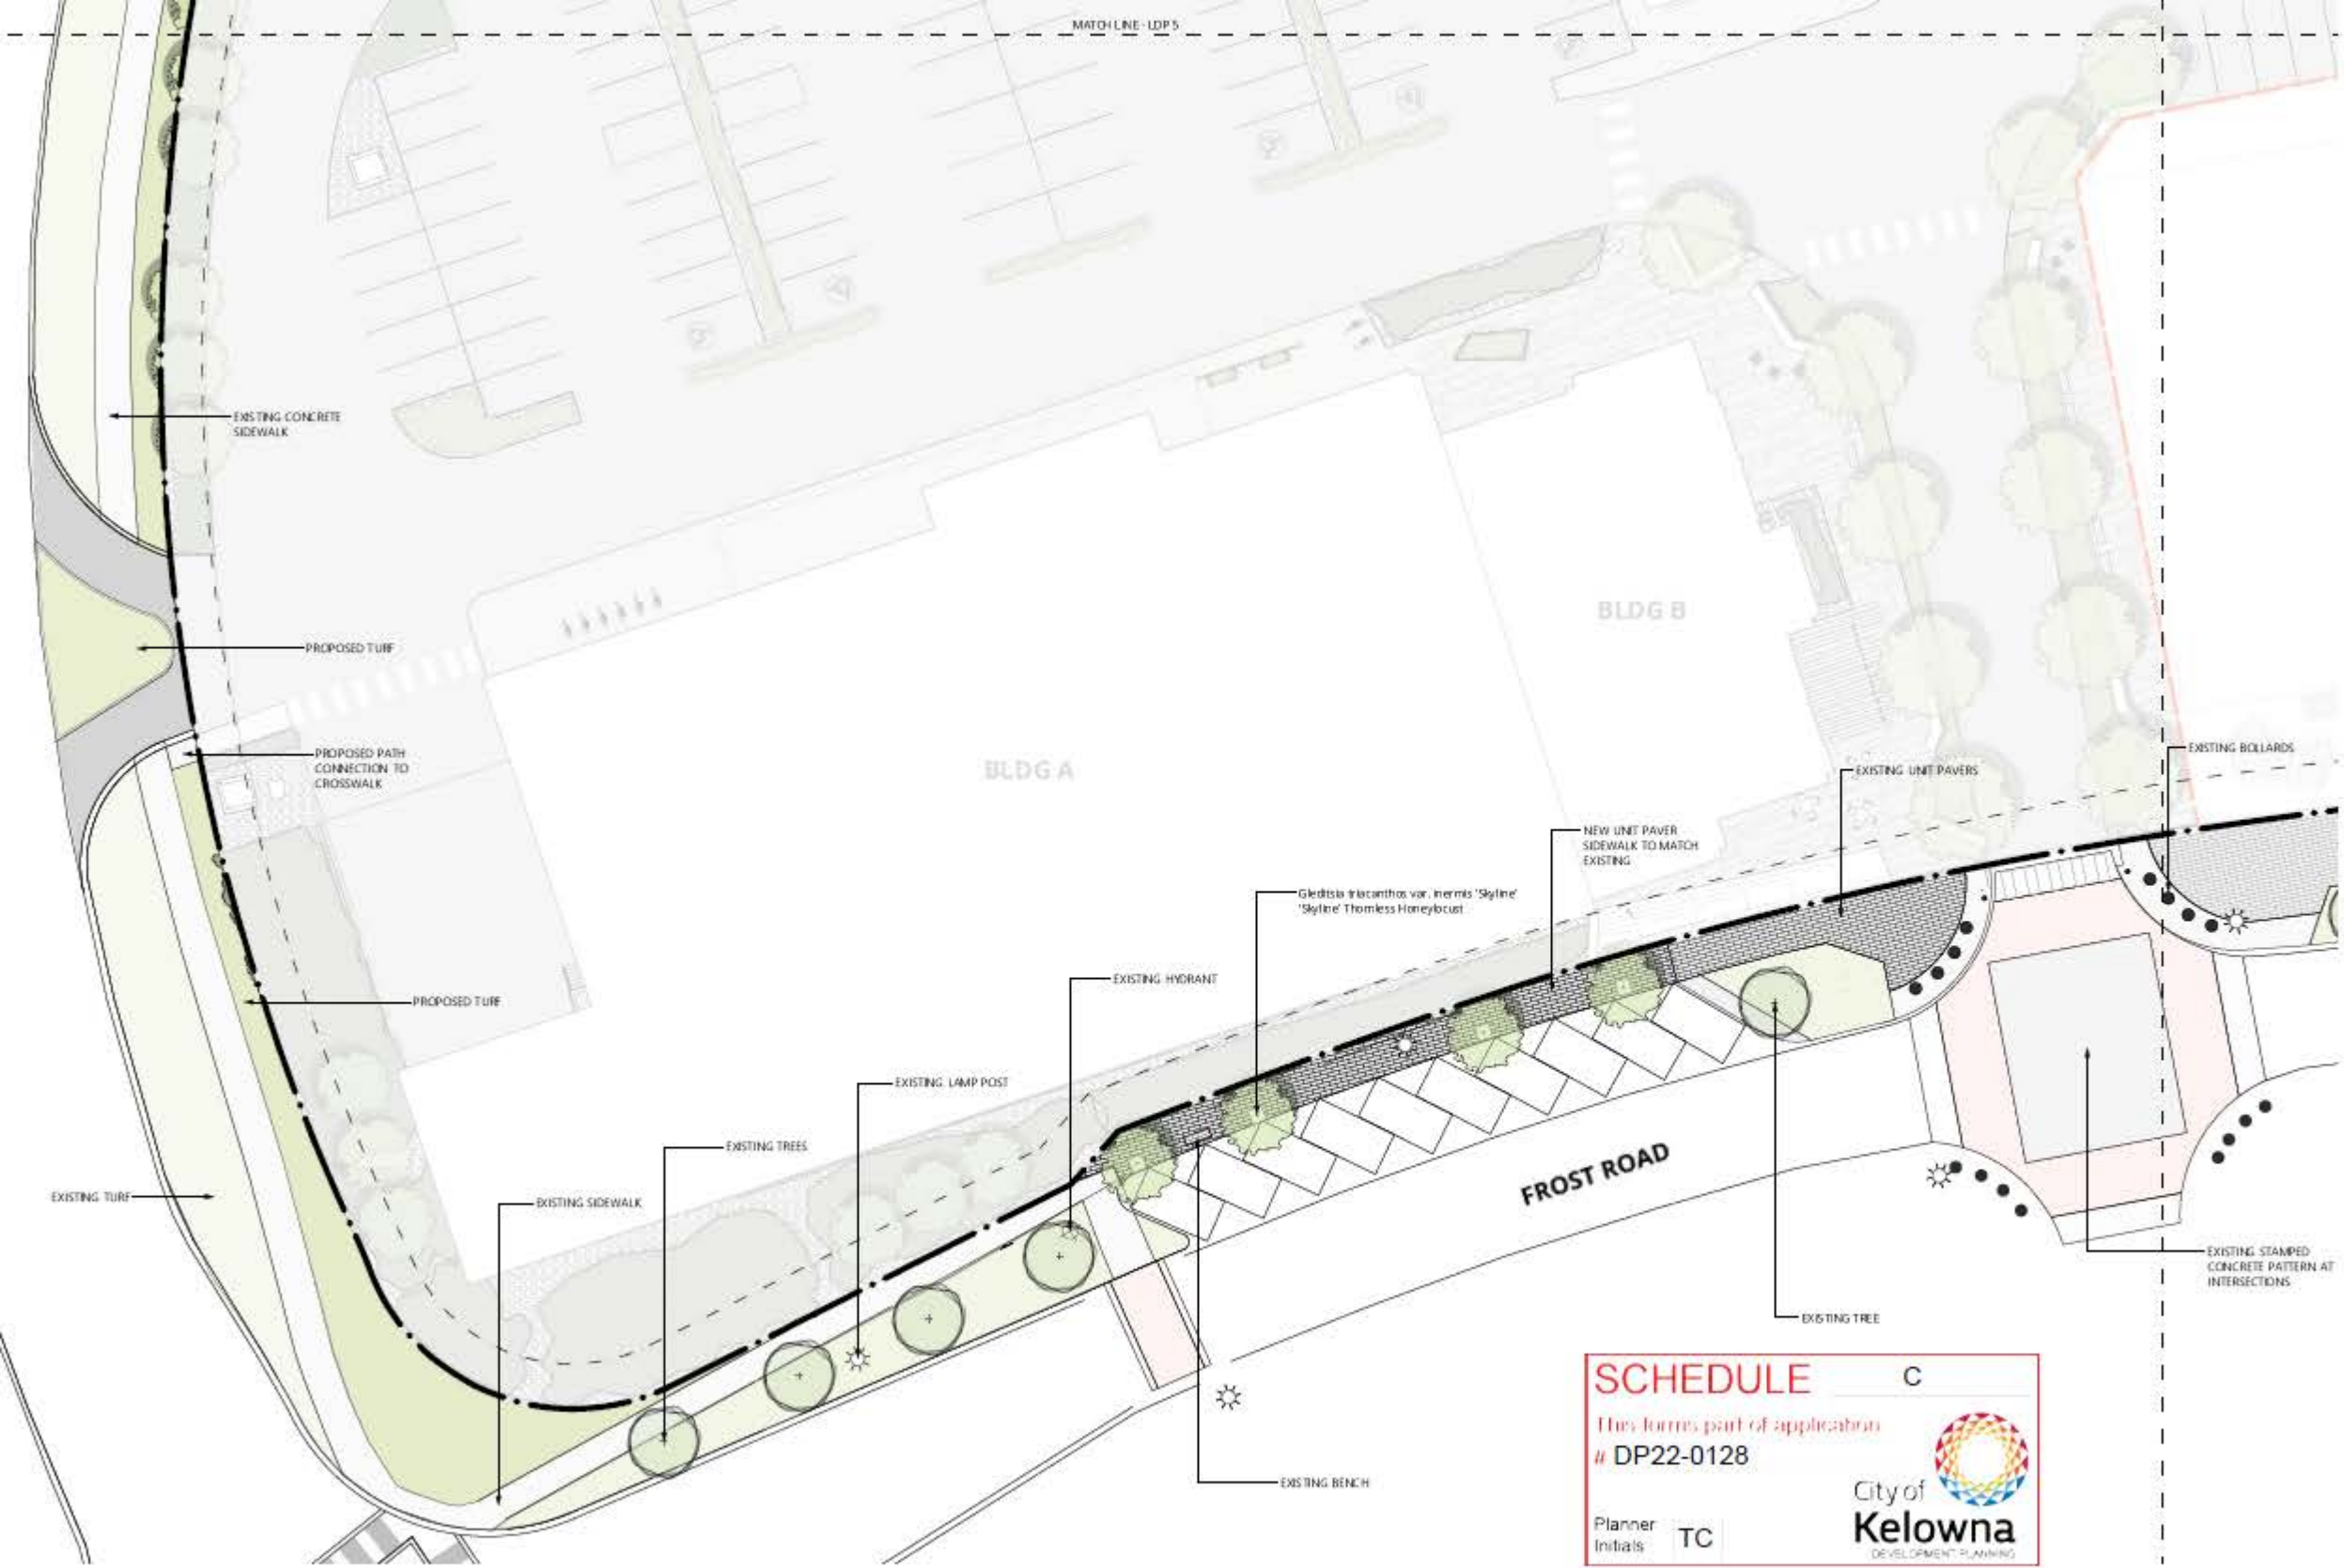 MATCH LINE - LDP 5
EXISTING CONCRETE
SIDEWALK
BLDG B
PROPOSED TURF
PROPOSED PATH
CONNECTION TO
CROSSWALK
BLDG A
EXISTING BOLLARDS
EXISTING UNIT PAVERS
NEW UNIT PAVER
SIDEWALK TO MATCH
EXISTING
Gleditsia triacanthos var. inermis 'Skyline'
'Skyline' Thornless Honeylocust
EXISTING HYDRANT
PROPOSED TURF
EXISTING LAMP POST
EXISTING TREES
EXISTING TURF
EXISTING SIDEWALK
FROST ROAD
EXISTING STAMPED
CONCRETE PATTERN AT
INTERSECTIONS
EXISTING TREE
EXISTING BENCH
SCHEDULE C
This forms part of application
# DP22-0128
City of
Kelowna
DEVELOPMENT PLANNING
Planner
Initials TC